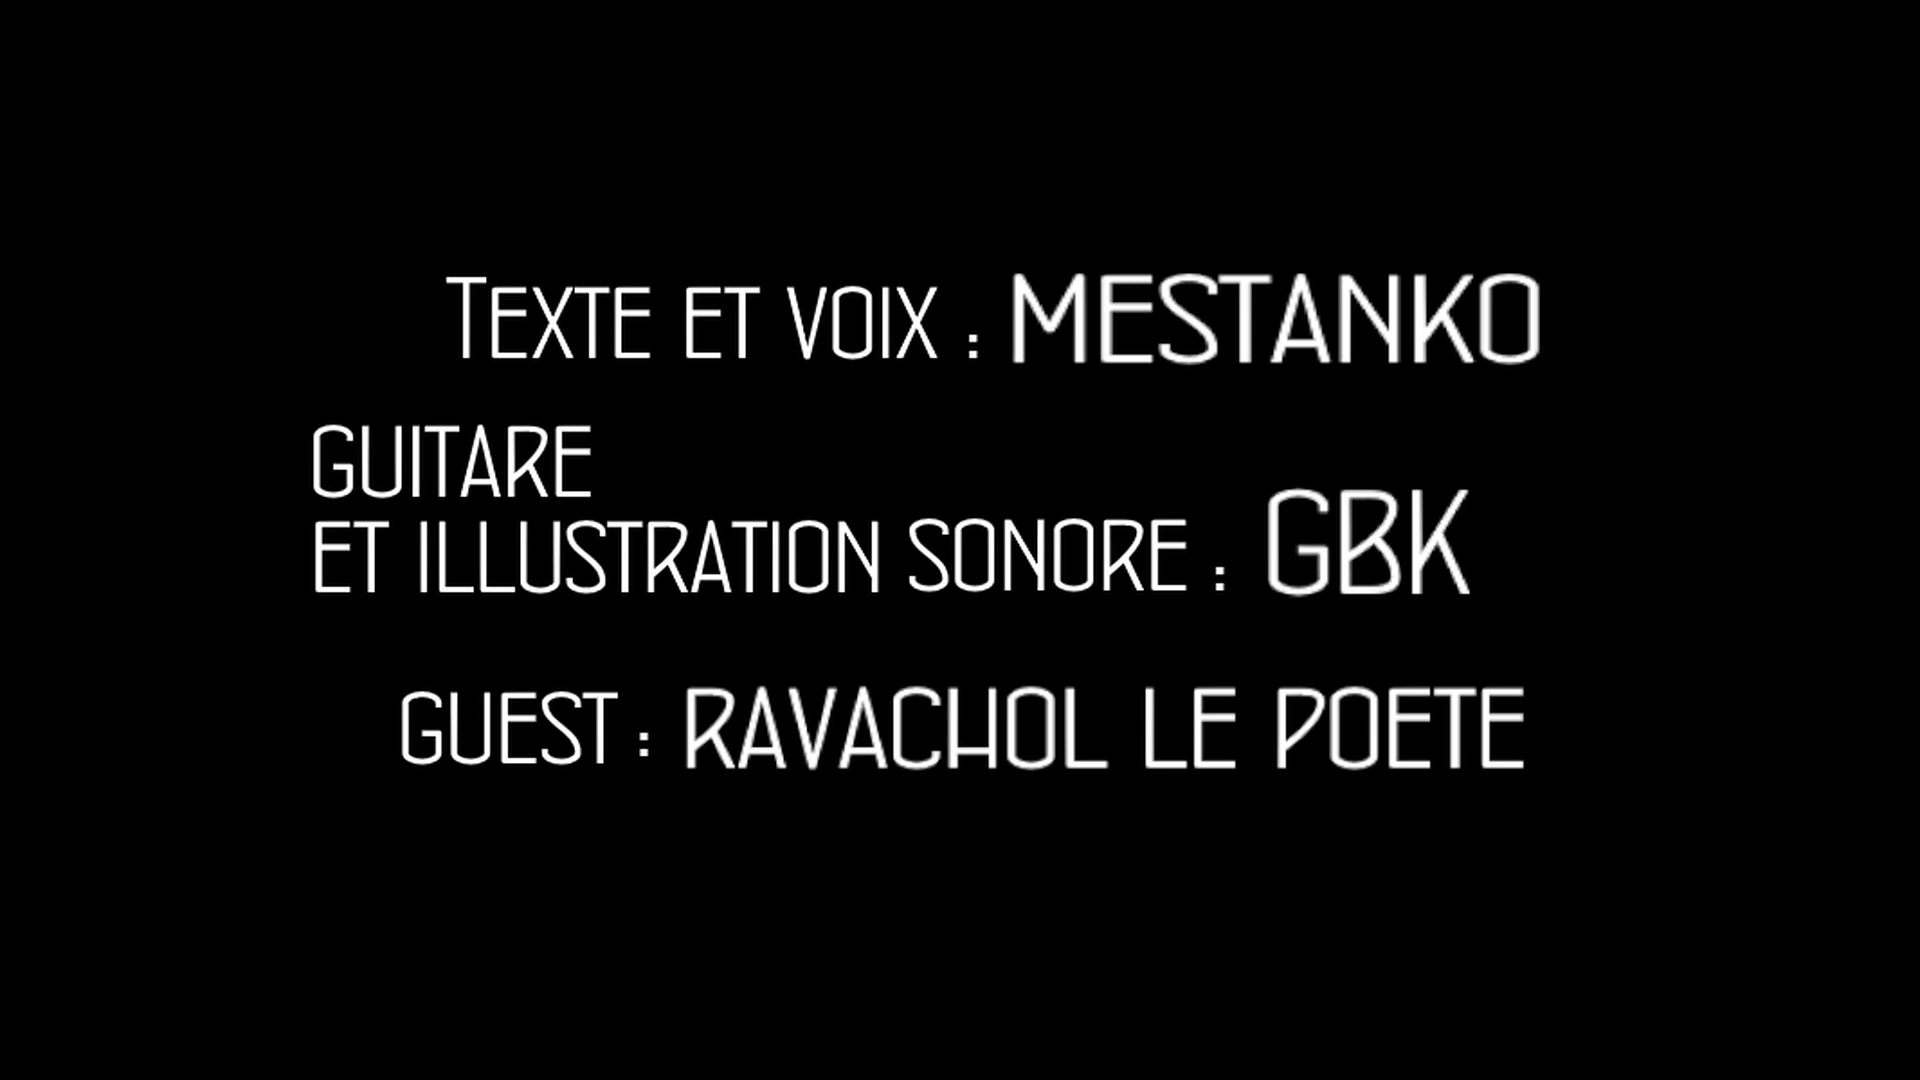 Texte et voix : MESTANKO
GUITARE
ET ILLUSTRATION SONORE : GBK
GUEST : RAVACHOL LE POETE